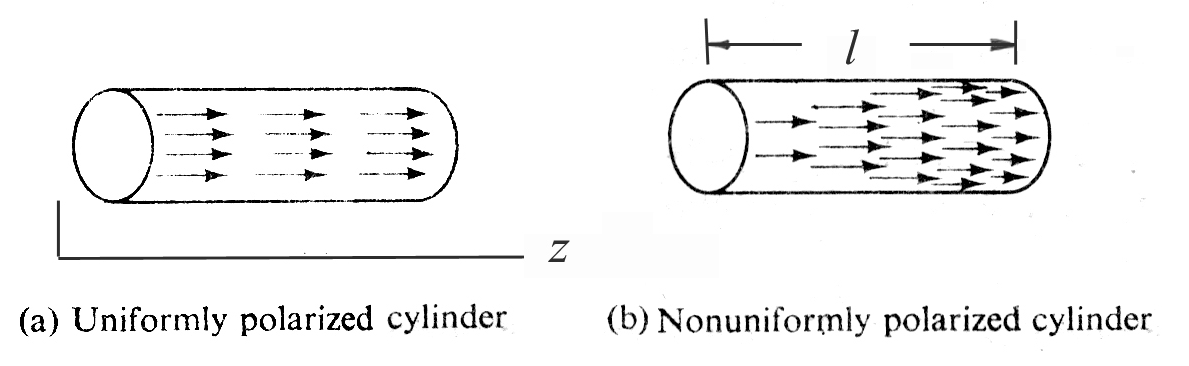 l
z
(a) Uniformly polarized cylinder
(b) Nonuniformly polarized cylinder